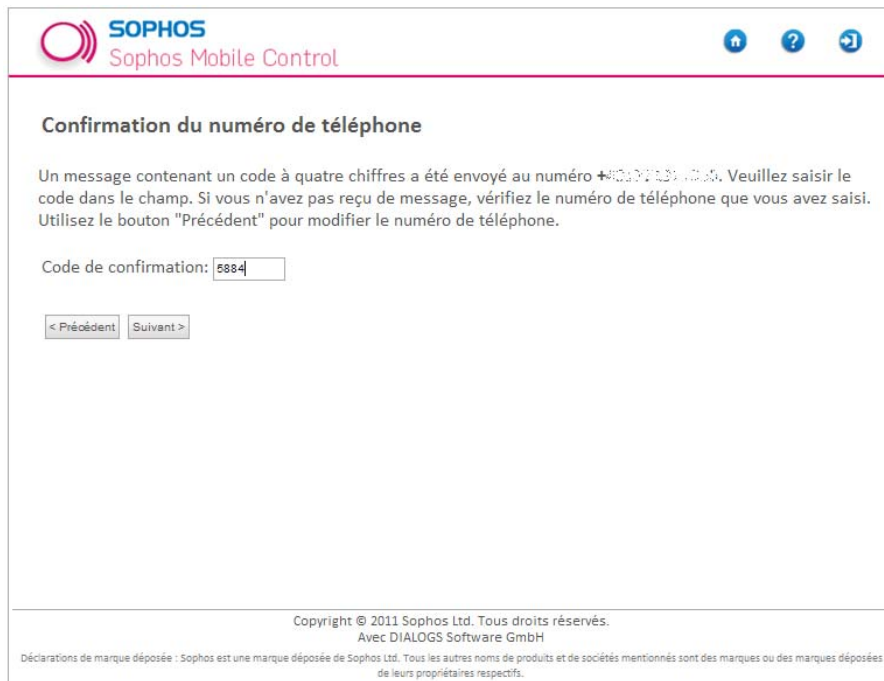 SOPHOS
Sophos Mobile Control
Confirmation du numéro de téléphone
Un message contenant un code à quatre chiffres a été envoyé au numéro Veuillez saisir le
code dans le champ. Si vous n'avez pas reçu de message, vérifiez le numéro de téléphone que vous avez saisi.
Utilisez le bouton "Précédent" pour modifier le numéro de téléphone.
Code de confirmation: 5884
< Précédent Suivant >
Copyright © 2011 Sophos Ltd. Tous droits réservés.
Avec DIALOGS Software GmbH
Déclarations de marque déposée : Sophos est une marque déposée de Sophos Ltd. Tous les autres noms de produits et de sociétés mentionnés sont des marques ou des marques déposées
de leurs propriétaires respectifs.